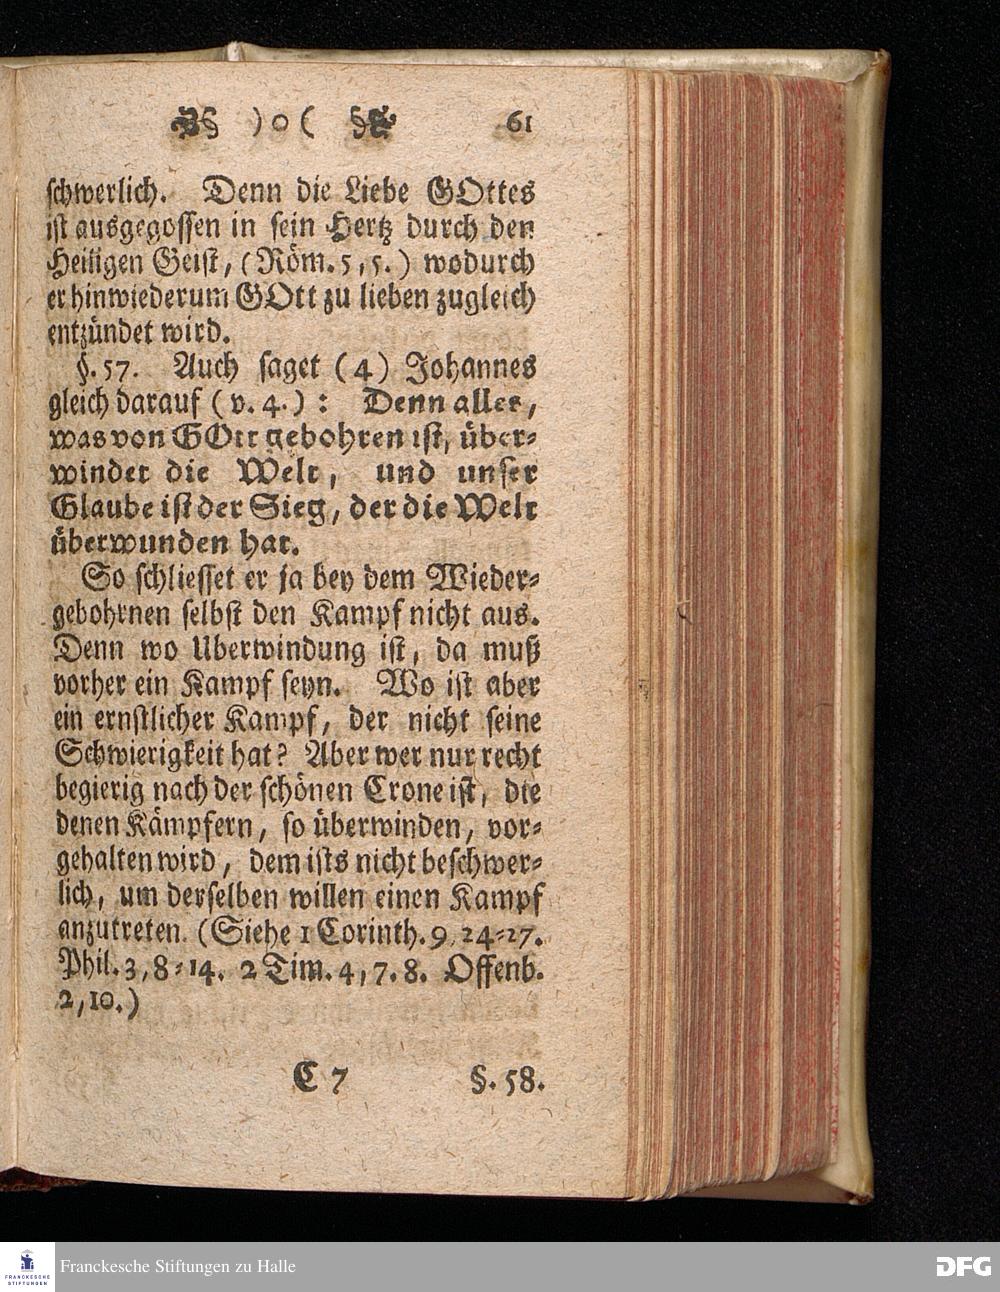 )o( 61
schwerlich. Denn die Liebe GOttes
ist ausgegossen in sein Hertz durch den
Heiligen Geist, (Röm. 5, 5.) wodurch
er hinwiederum GOtt zu lieben zugleich
entzündet wird.
§. 57. Auch saget (4) Johannes
gleich darauf (v. 4.): Denn alles,
was von GOtt gebohren ist, über-
windet die Welt, und unser
Glaube ist der Sieg, der die Welt
überwunden hat.
So schliesset er ja bey dem Wieder-
gebohrnen selbst den Kampf nicht aus.
Denn wo Uberwindung ist, da muß
vorher ein Kampf seyn. Wo ist aber
ein ernstlicher Kampf, der nicht seine
Schwierigkeit hat? Aber wer nur recht
begierig nach der schönen Crone ist, die
denen Kämpfern, so überwinden, vor-
gehalten wird, dem ists nicht beschwer-
lich, um derselben willen einen Kampf
anzutreten. (Siehe 1 Corinth. 9, 24-27.
Phil. 3, 8-14. 2 Tim. 4, 7. 8. Offenb.
2, 10.)
C 7 §. 58.
FRANCKESCHE
STIFTUNGEN
Franckesche Stiftungen zu Halle
DFG